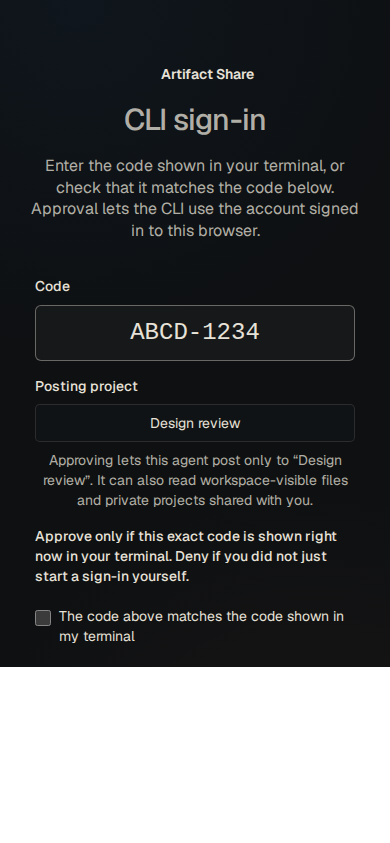 Artifact Share
CLI sign-in
Enter the code shown in your terminal, or
check that it matches the code below.
Approval lets the CLI use the account signed
in to this browser.
Code
ABCD-1234
Posting project
Design review
Approving lets this agent post only to “Design
review”. It can also read workspace-visible files
and private projects shared with you.
Approve only if this exact code is shown right
now in your terminal. Deny if you did not just
start a sign-in yourself.
The code above matches the code shown in
my terminal